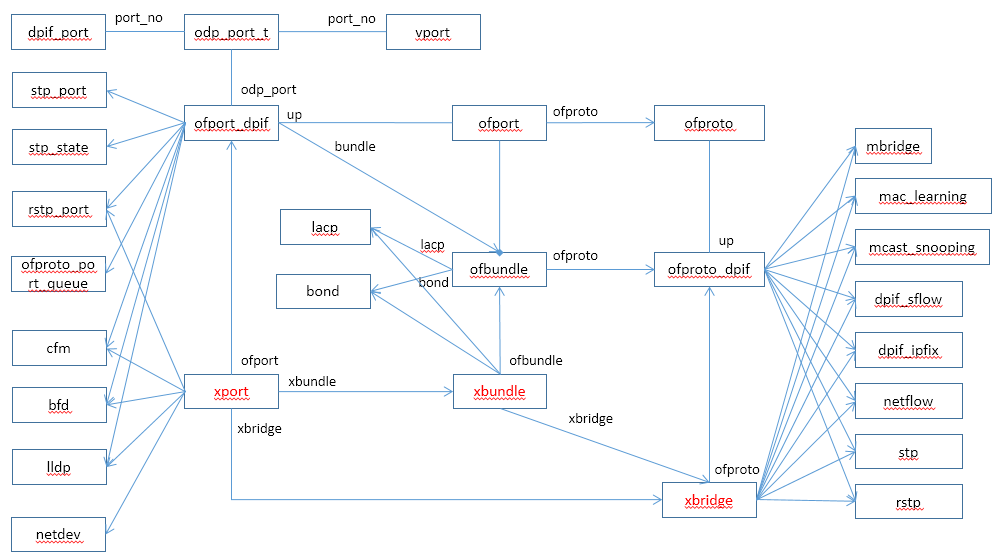 port_no
port_no
dpif_port
odp_port_t
vport
stp_port
odp_port
up
ofproto
ofport_dpif
ofport
ofproto
stp_state
bundle
mbridge
rstp_port
mac_learning
lacp
lacp
up
mcast_snooping
ofproto_po
rt_queue
ofproto
ofbundle
ofproto_dpif
bond
bond
dpif_sflow
cfm
dpif_ipfix
ofport
ofbundle
xport
xbundle
xbundle
bfd
netflow
xbridge
xbridge
stp
lldp
ofproto
xbridge
rstp
netdev